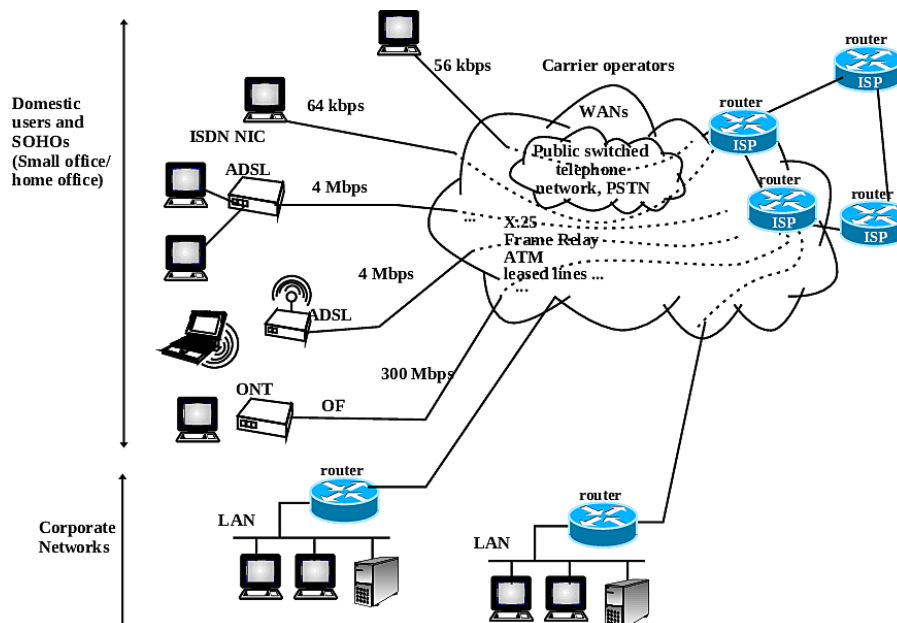 router
56 kbps
Carrier operators
ISP
64 kbps
WANs
router
Domestic
users and
SOHOs
(Small office/
home office)
ISDN NIC
ISP
Public switched
telephone
network, PSTN
ADSL
4 Mbps
router
router
ISP
ISP
...
X.25
Frame Relay
ATM
leased lines ...
...
4 Mbps
ADSL
300 Mbps
ONT
OF
router
router
LAN
Corporate
Networks
LAN